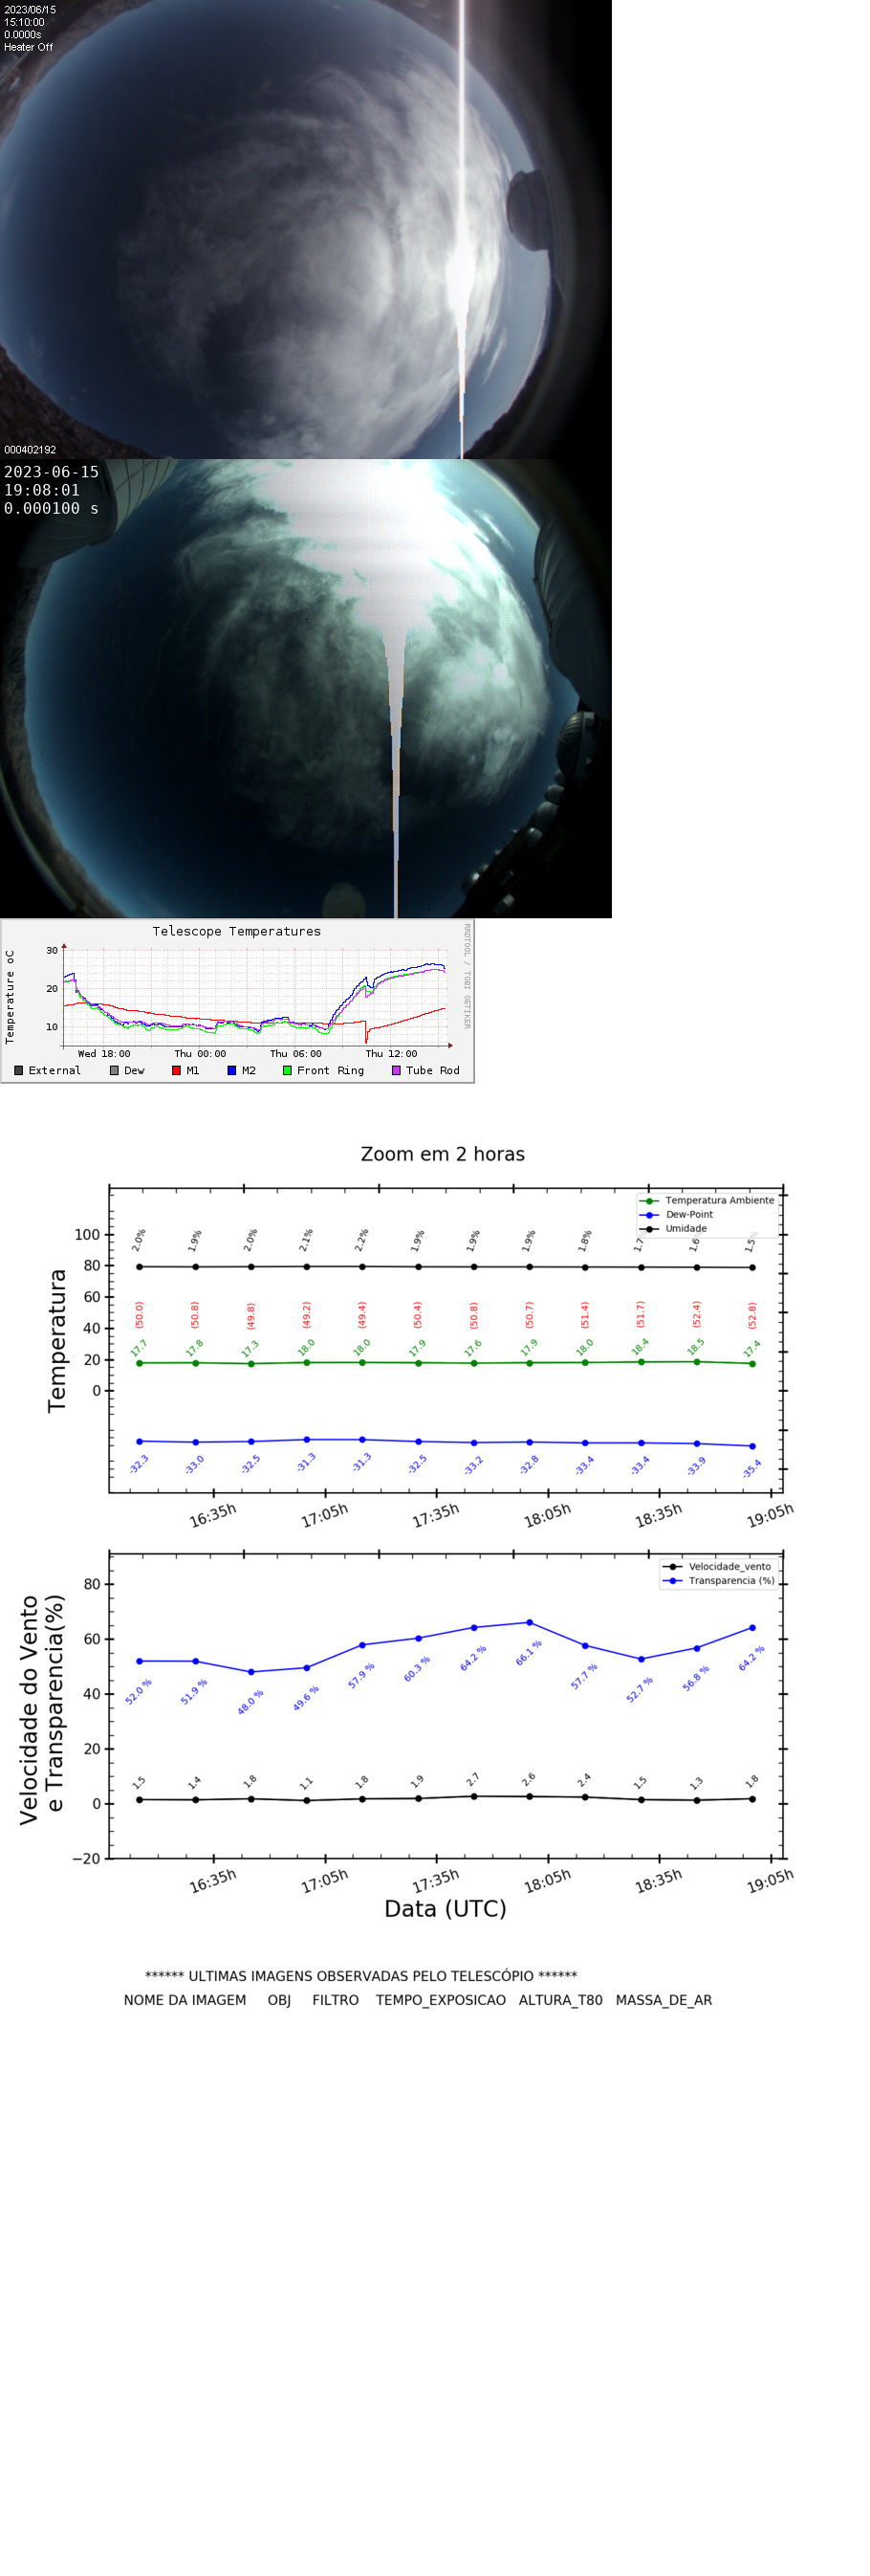 2023/06/15
15:10:00
0.0000s
Heater Off
000402192
2023-06-15
19:08:01
0.000100 s
Telescope Temperatures
RRDTOOL / TOBI OETIKER
Temperature oC
30
20
10
Wed 18:00 Thu 00:00 Thu 06:00 Thu 12:00
External Dew M1 M2 Front Ring Tube Rod
Zoom em 2 horas
Temperatura Ambiente
Dew-Point
Umidade
Temperatura
100
80
60
40
20
0
2.0% 1.9% 2.0% 2.1% 2.2% 1.9% 1.9% 1.9% 1.8% 1.7 1.6 1.5
(50.0) (50.8) (49.8) (49.2) (49.4) (50.4) (50.8) (50.7) (51.4) (51.7) (52.4) (52.8)
17.7 17.8 17.3 18.0 18.0 17.9 17.6 17.9 18.0 18.4 18.5 17.4
-32.3 -33.0 -32.5 -31.3 -31.3 -32.5 -33.2 -32.8 -33.4 -33.4 -33.9 -35.4
16:35h 17:05h 17:35h 18:05h 18:35h 19:05h
Velocidade_vento
Transparencia (%)
Velocidade do Vento
e Transparencia(%)
80
60
40
20
0
−20
52.0 % 51.9 % 48.0 % 49.6 % 57.9 % 60.3 % 64.2 % 66.1 % 57.7 % 52.7 % 56.8 % 64.2 %
1.5 1.4 1.8 1.1 1.8 1.9 2.7 2.6 2.4 1.5 1.3 1.8
16:35h 17:05h 17:35h 18:05h 18:35h 19:05h
Data (UTC)
****** ULTIMAS IMAGENS OBSERVADAS PELO TELESCÓPIO ******
NOME DA IMAGEM OBJ FILTRO TEMPO_EXPOSICAO ALTURA_T80 MASSA_DE_AR